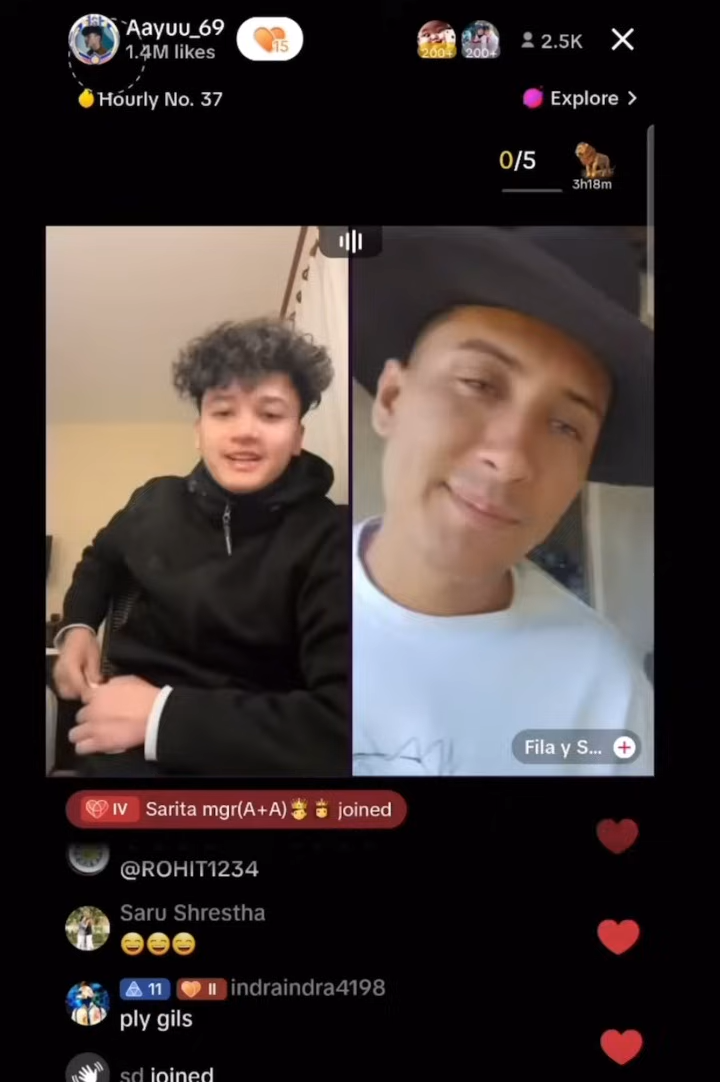 Aayuu_69
1.4M likes
15
200+
200+
2.5K
Hourly No. 37
Explore
0/5
3h18m
Fila y S...
IV Sarita mgr(A+A) joined
@ROHIT1234
Saru Shrestha
11 II indraindra4198
ply gils
sd joined